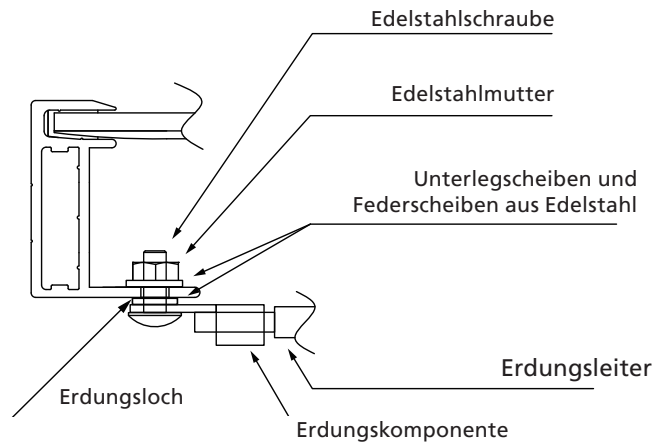 Edelstahlschraube
Edelstahlmutter
Unterlegscheiben und
Federscheiben aus Edelstahl
Erdungsleiter
Erdungsloch
Erdungskomponente